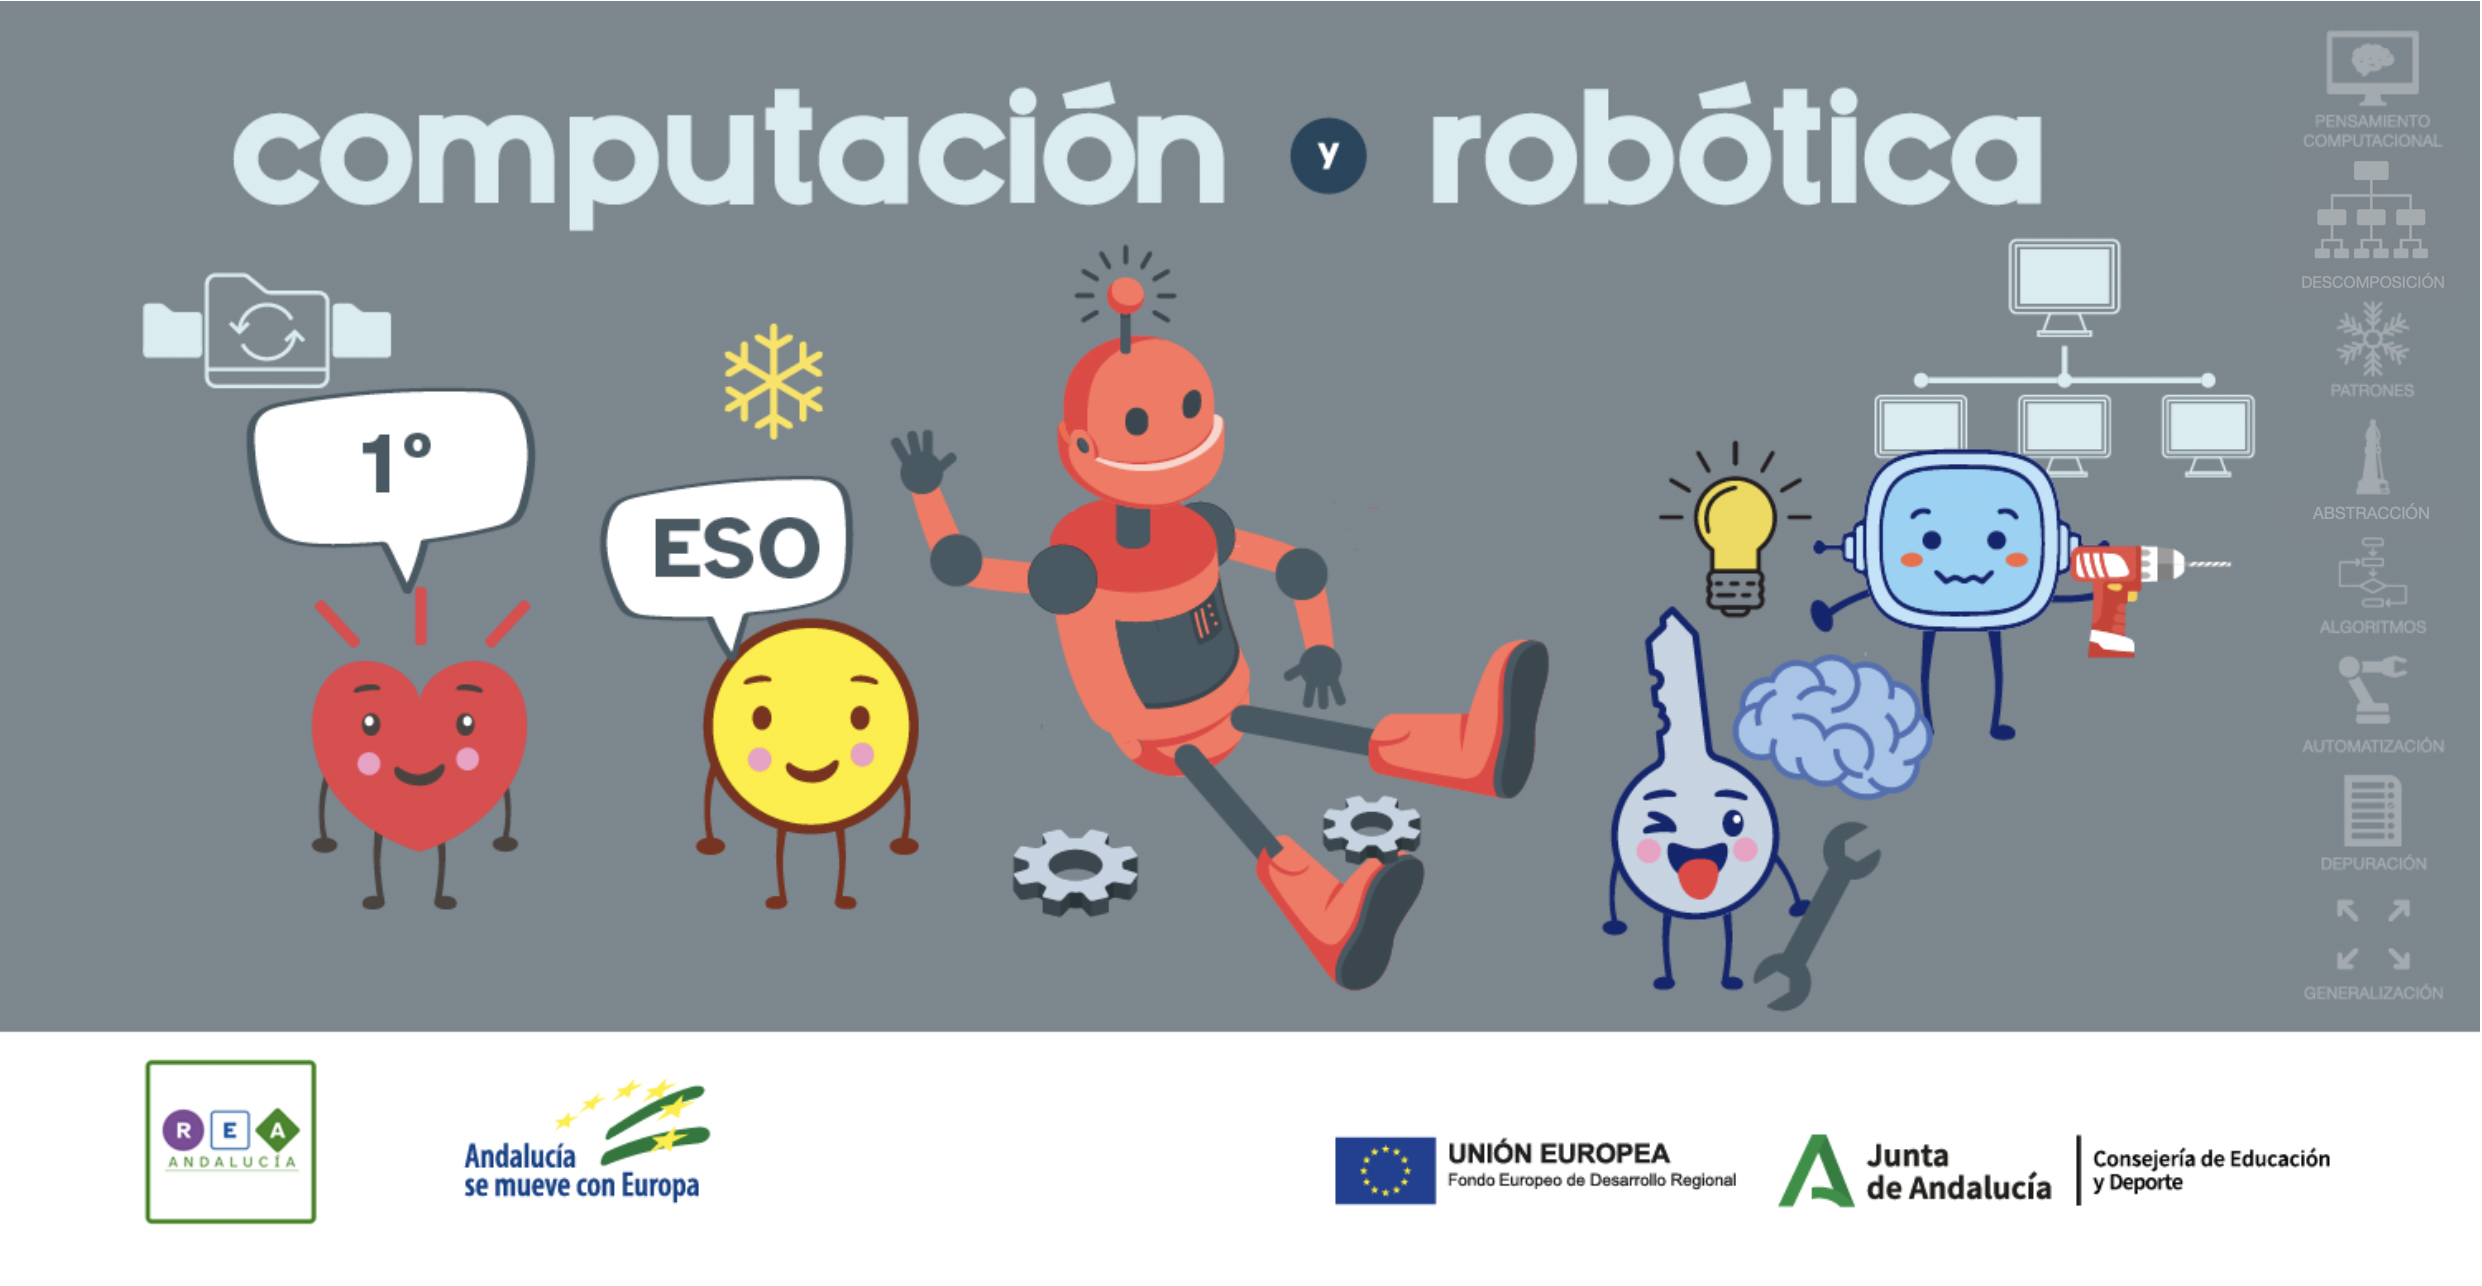 computación y robótica
1º
ESO
PENSAMIENTO
COMPUTACIONAL
DESCOMPOSICIÓN
PATRONES
ABSTRACCIÓN
ALGORITMOS
AUTOMATIZACIÓN
DEPURACIÓN
GENERALIZACIÓN
R E A
ANDALUCÍA
Andalucía
se mueve con Europa
UNIÓN EUROPEA
Fondo Europeo de Desarrollo Regional
Junta
de Andalucía
Consejería de Educación
y Deporte